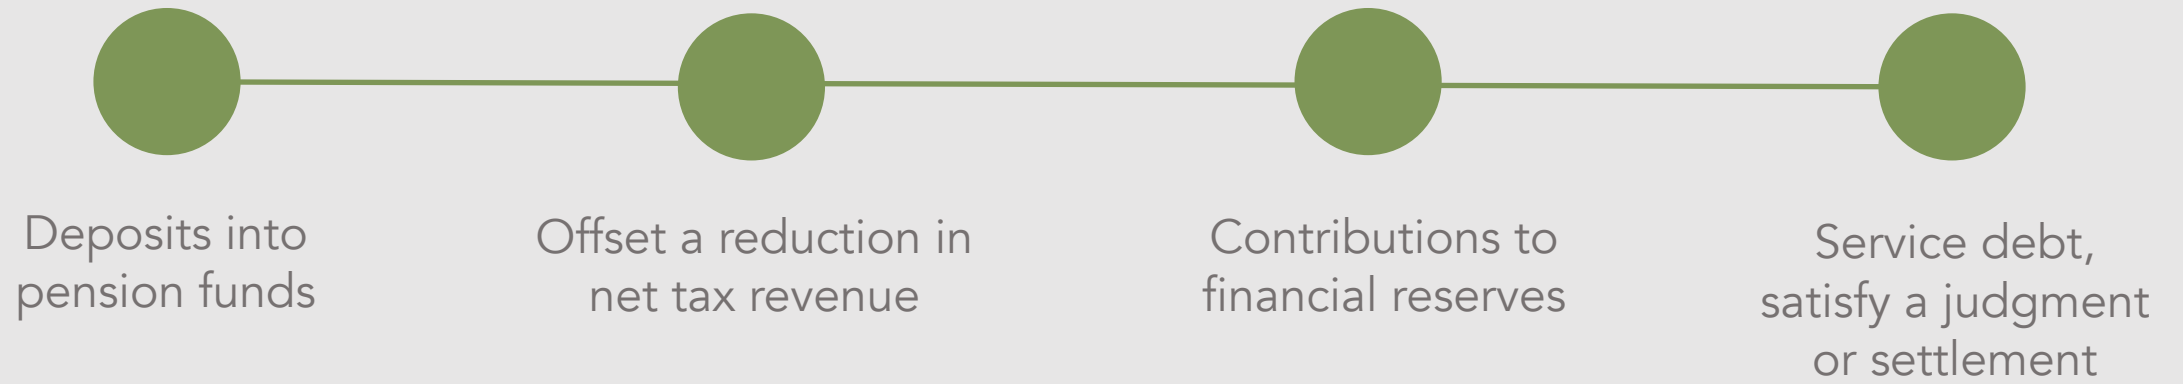 Deposits into
pension funds
Offset a reduction in
net tax revenue
Contributions to
financial reserves
Service debt,
satisfy a judgment
or settlement